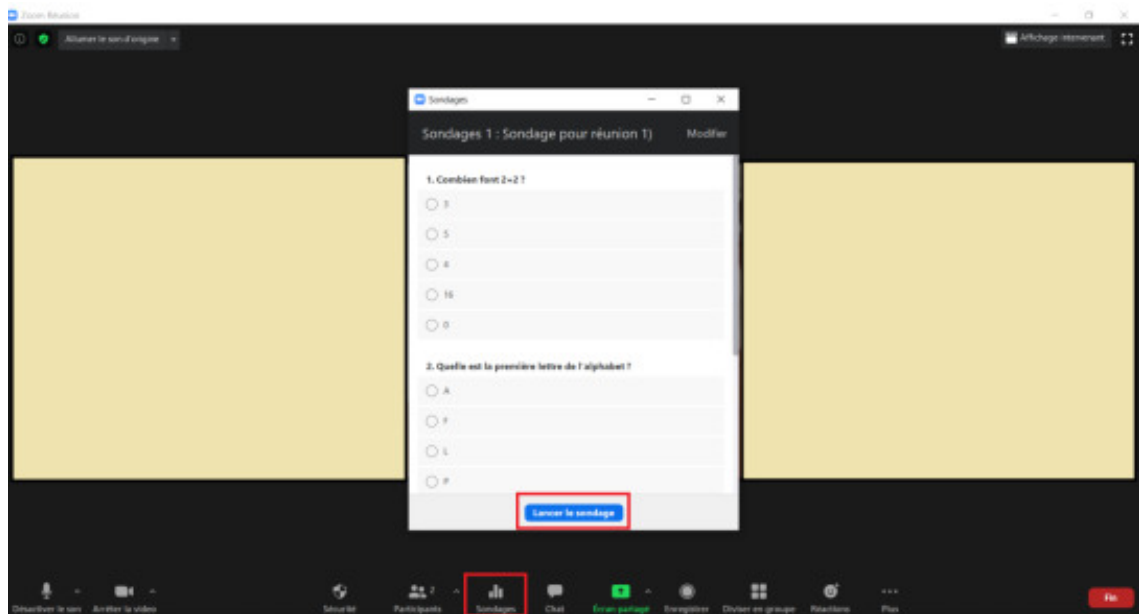 Zoom Réunion
Allumer le son d'origine
Affichage intervenant
Sondages
Sondages 1 : Sondage pour réunion 1)
Modifier
1. Combien font 2+2 ?
3
5
4
16
0
2. Quelle est la première lettre de l'alphabet ?
A
F
L
P
Lancer le sondage
Désactiver le son
Arrêter la vidéo
Sécurité
Participants
2
Sondages
Chat
Écran partagé
Enregistrer
Diviser en groupe
Réactions
Plus
Fin